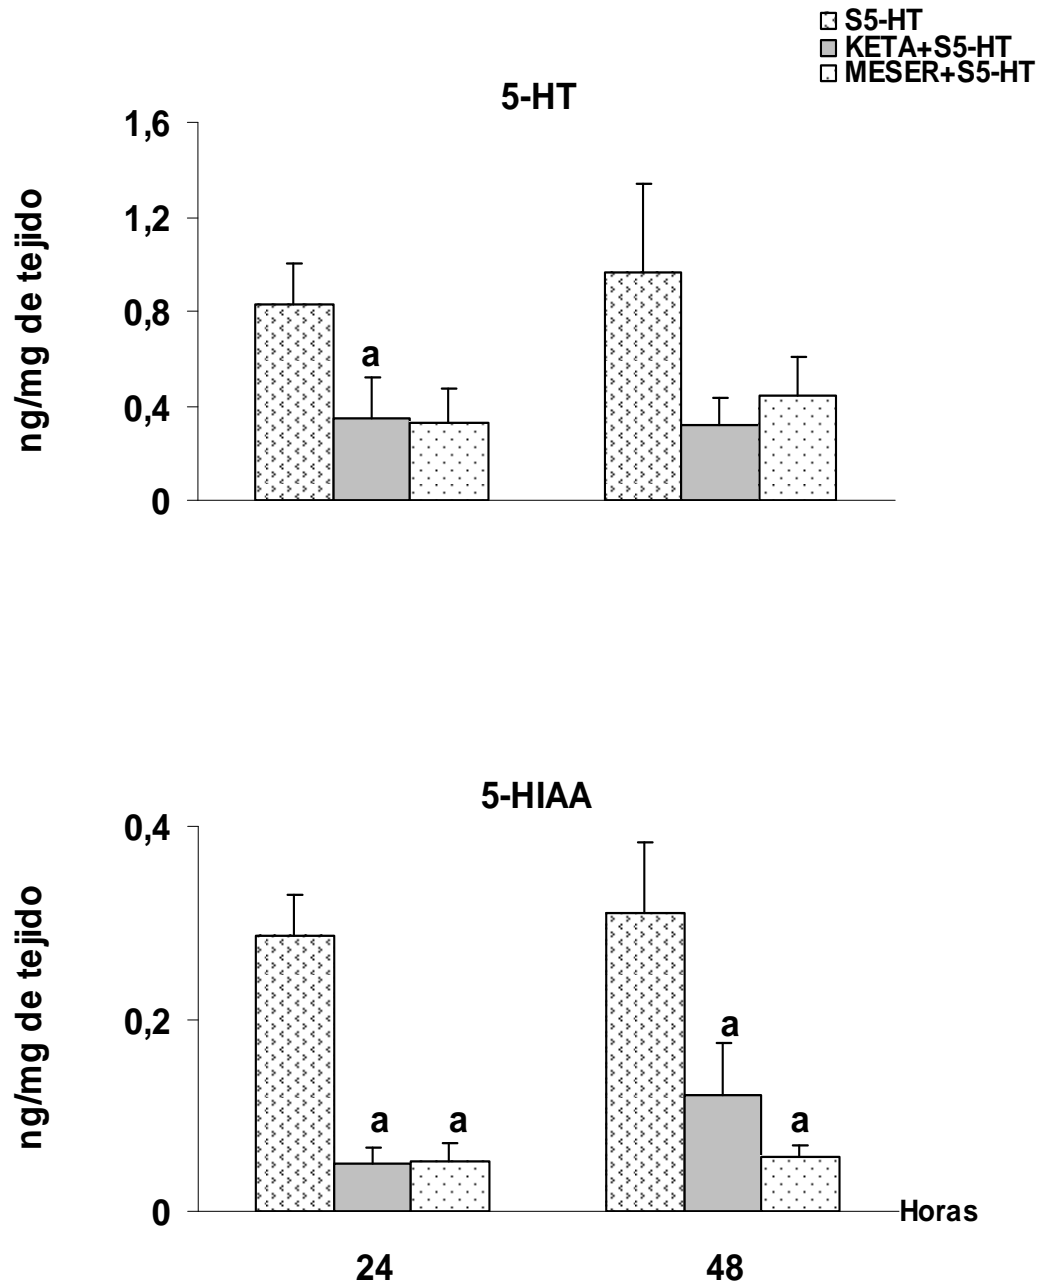 S5-HT
KETA+S5-HT
MESER+S5-HT
5-HT
ng/mg de tejido
1,6
1,2
0,8
0,4
0
a
5-HIAA
ng/mg de tejido
0,4
0,2
0
a
a
a
a
Horas
24
48